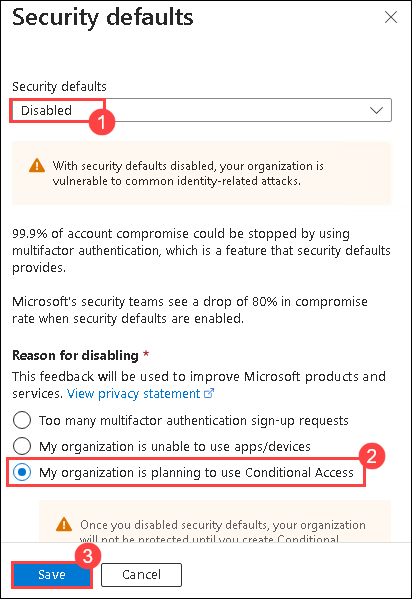 Security defaults
Security defaults
Disabled
1
With security defaults disabled, your organization is
vulnerable to common identity-related attacks.
99.9% of account compromise could be stopped by using
multifactor authentication, which is a feature that security defaults
provides.
Microsoft's security teams see a drop of 80% in compromise
rate when security defaults are enabled.
Reason for disabling *
This feedback will be used to improve Microsoft products and
services. View privacy statement
Too many multifactor authentication sign-up requests
My organization is unable to use apps/devices
2
My organization is planning to use Conditional Access
Once you disabled security defaults, your organization
will not be protected until you create Conditional
3
Save
Cancel